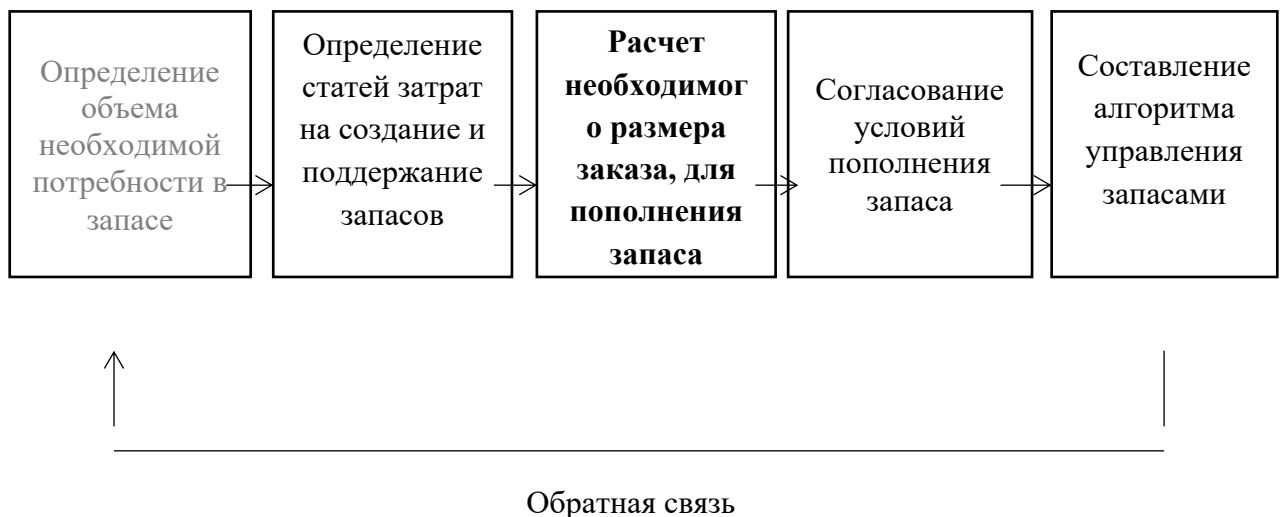 Определение
объема
необходимой
потребности в
запасе
Определение
статей затрат
на создание и
поддержание
запасов
Расчет
необходимог
о размера
заказа, для
пополнения
запаса
Согласование
условий
пополнения
запаса
Составление
алгоритма
управления
запасами
Обратная связь